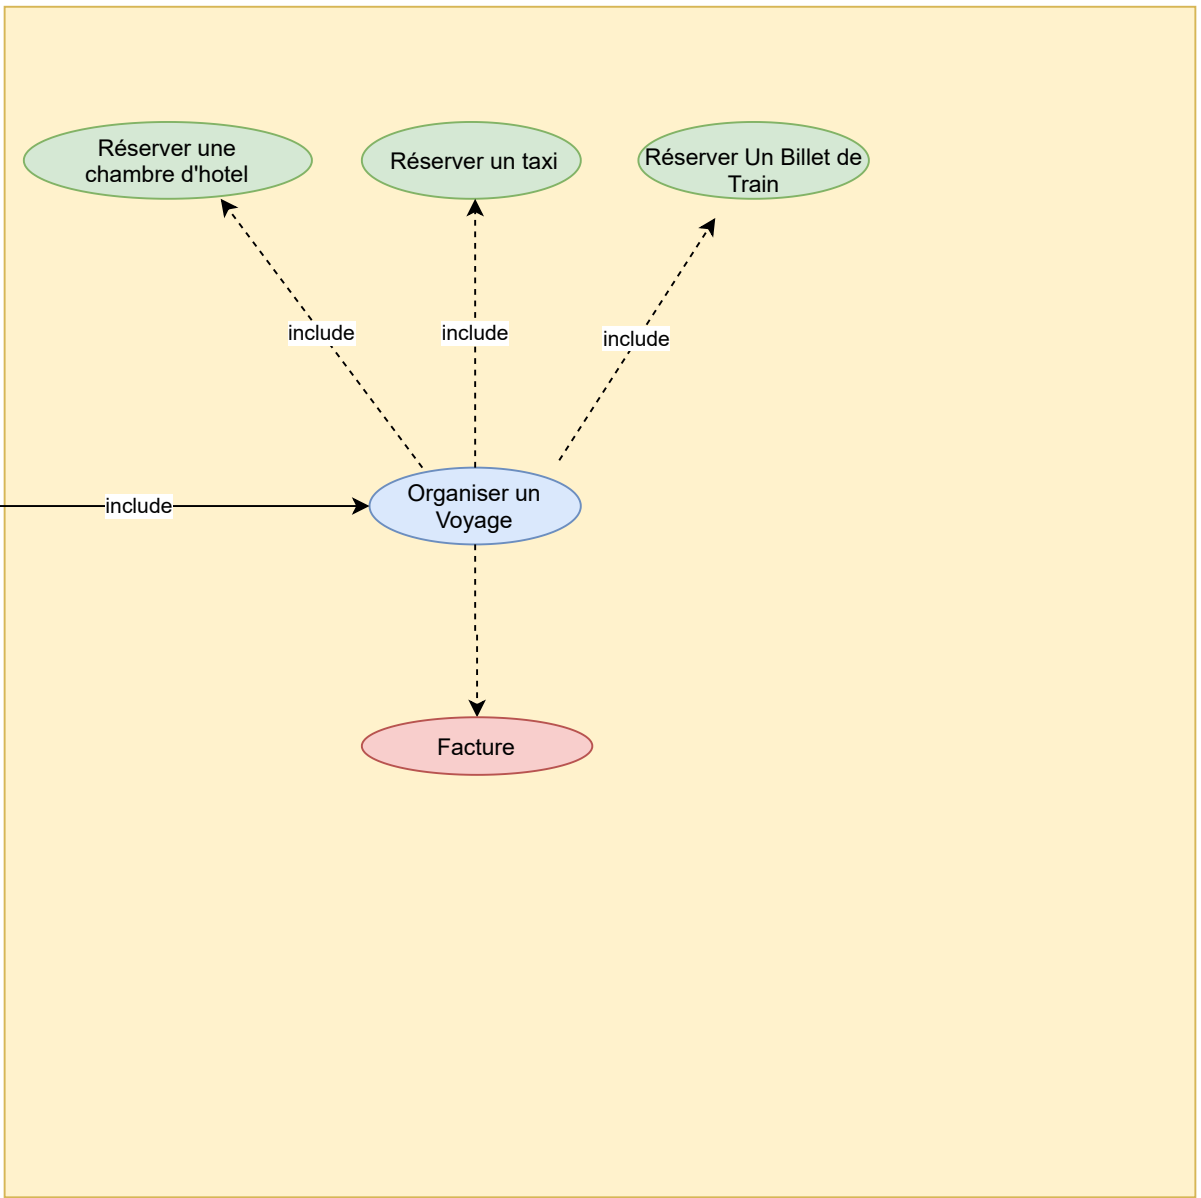 Réserver une
chambre d'hotel
Réserver un taxi
Réserver Un Billet de
Train
include
include
include
include
Organiser un
Voyage
Facture